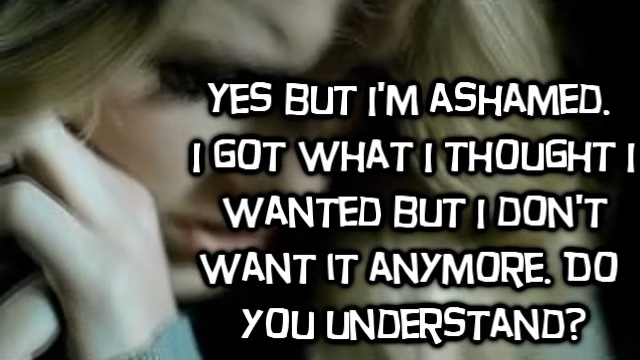 YES BUT I'M ASHAMED.
I GOT WHAT I THOUGHT I
WANTED BUT I DON'T
WANT IT ANYMORE. DO
YOU UNDERSTAND?